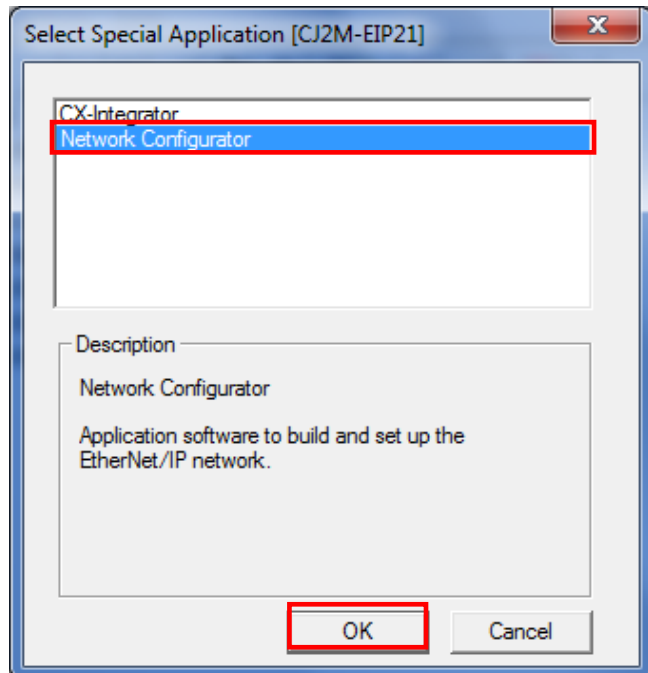 Select Special Application [CJ2M-EIP21]
CX-Integrator
Network Configurator
Description
Network Configurator
Application software to build and set up the
EtherNet/IP network.
OK
Cancel